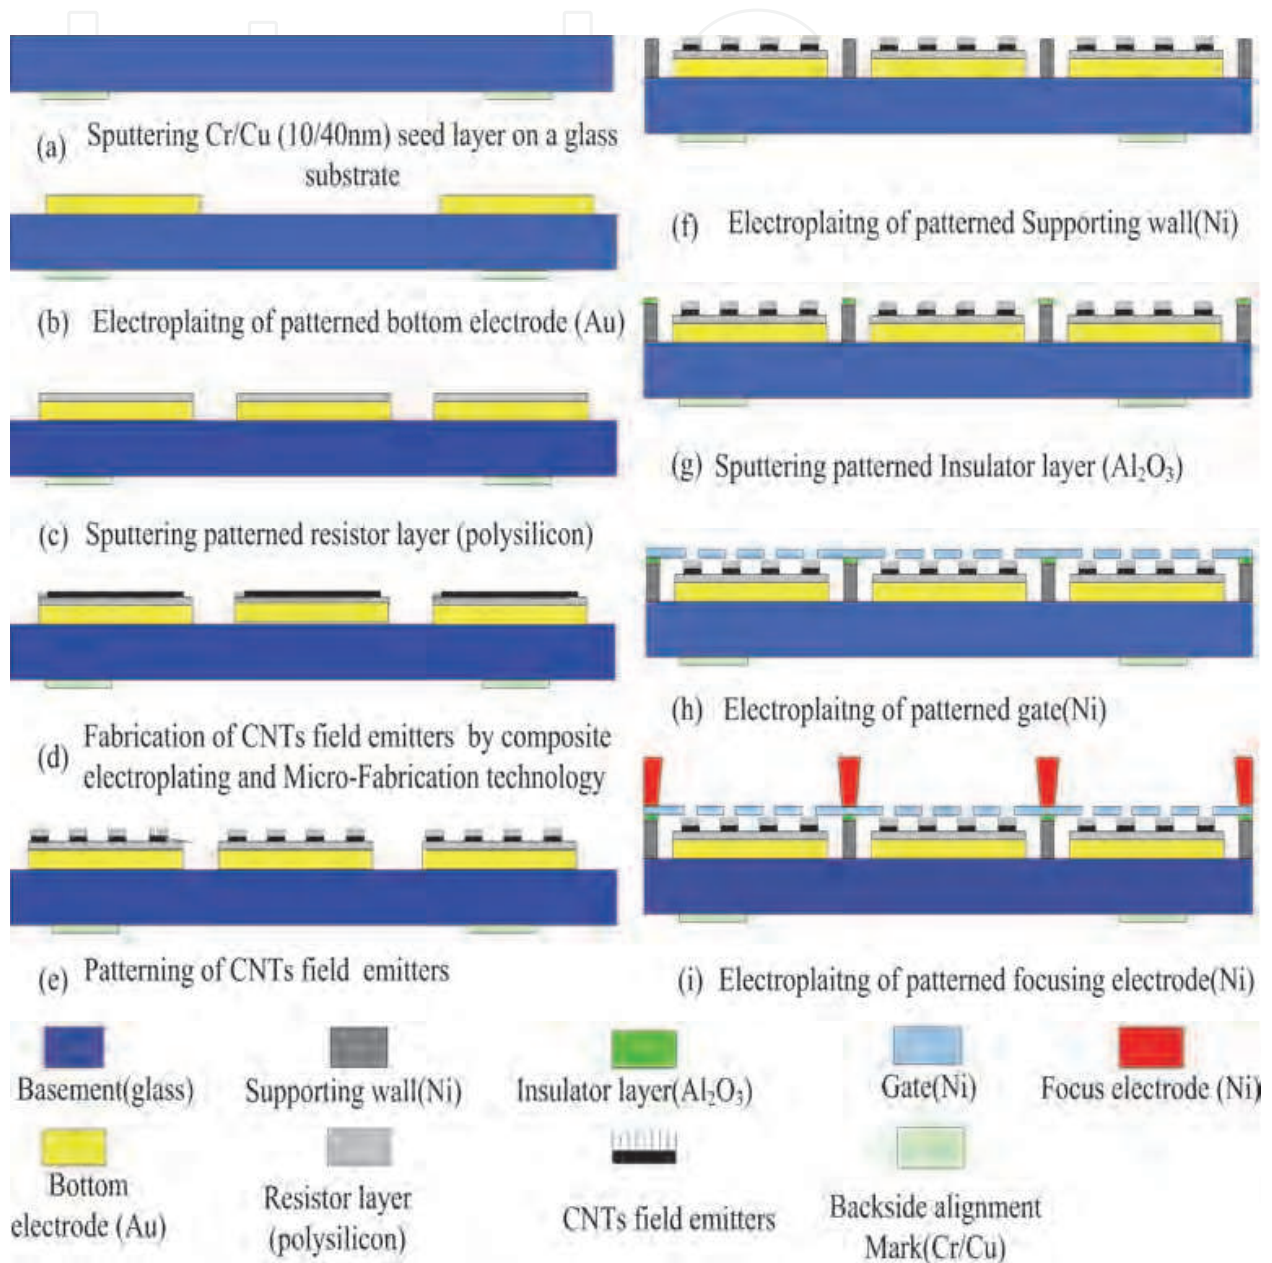 (a) Sputtering Cr/Cu (10/40nm) seed layer on a glass
substrate
(b) Electroplaitng of patterned bottom electrode (Au)
(c) Sputtering patterned resistor layer (polysilicon)
(d) Fabrication of CNTs field emitters by composite
electroplating and Micro-Fabrication technology
(e) Patterning of CNTs field emitters
(f) Electroplaitng of patterned Supporting wall(Ni)
(g) Sputtering patterned Insulator layer (Al₂O₃)
(h) Electroplaitng of patterned gate(Ni)
(i) Electroplaitng of patterned focusing electrode(Ni)
Basement(glass)
Supporting wall(Ni)
Insulator layer(Al₂O₃)
Gate(Ni)
Focus electrode (Ni)
Bottom
electrode (Au)
Resistor layer
(polysilicon)
CNTs field emitters
Backside alignment
Mark(Cr/Cu)